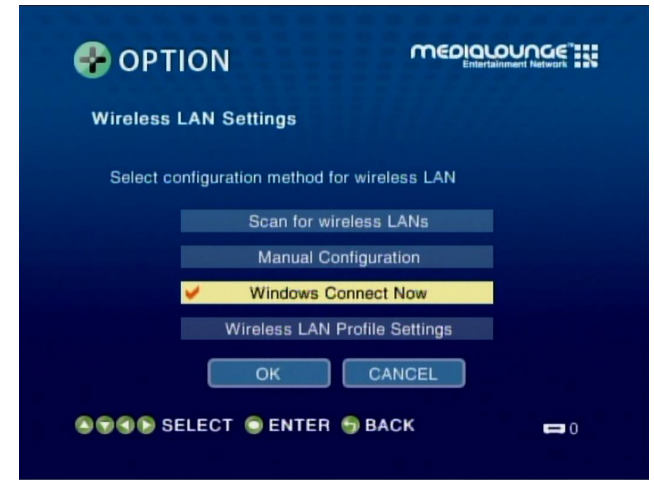 OPTION
MEDIALOUNGE™
Entertainment Network
Wireless LAN Settings
Select configuration method for wireless LAN
Scan for wireless LANs
Manual Configuration
Windows Connect Now
Wireless LAN Profile Settings
OK CANCEL
SELECT ENTER BACK 0